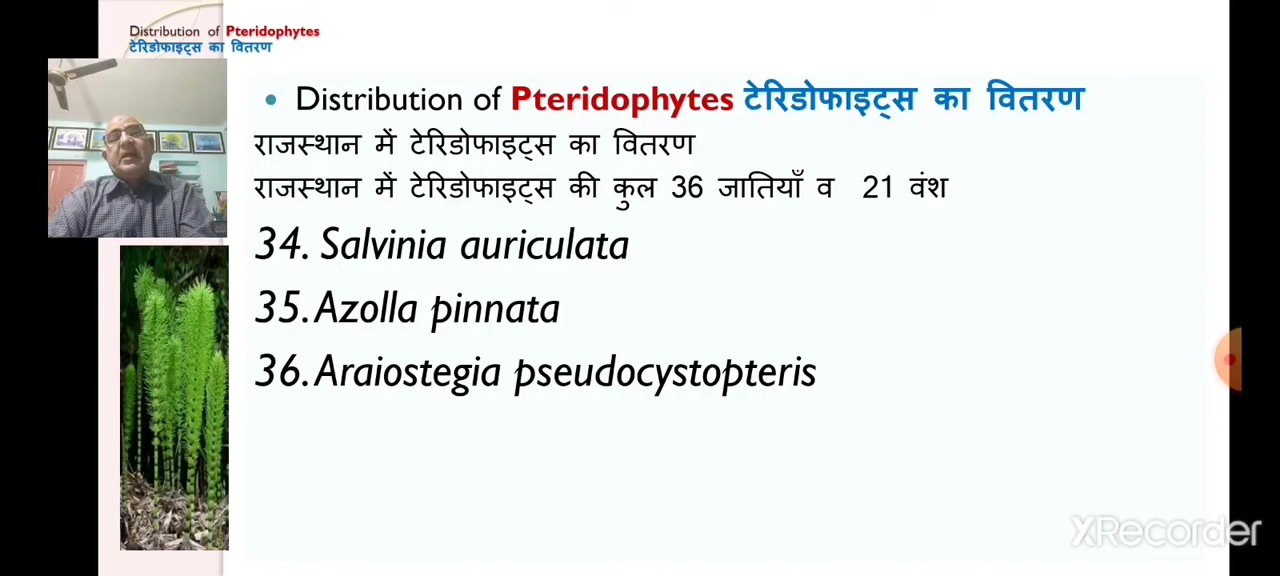 Distribution of Pteridophytes
टेरिडोफाइट्स का वितरण
• Distribution of Pteridophytes टेरिडोफाइट्स का वितरण
राजस्थान में टेरिडोफाइट्स का वितरण
राजस्थान में टेरिडोफाइट्स की कुल 36 जातियाँ व 21 वंश
34. Salvinia auriculata
35. Azolla pinnata
36. Araiostegia pseudocystopteris
XRecorder